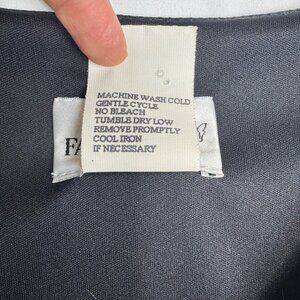 MACHINE WASH COLD
GENTLE CYCLE
NO BLEACH
TUMBLE DRY LOW
REMOVE PROMPTLY
COOL IRON
IF NECESSARY